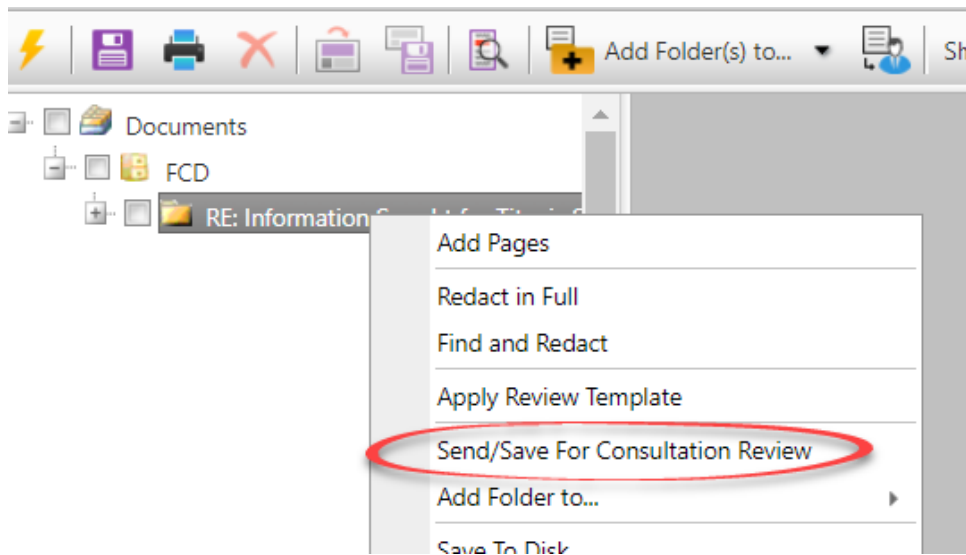 Add Folder(s) to...
Sh
Documents
FCD
RE: Information
Add Pages
Redact in Full
Find and Redact
Apply Review Template
Send/Save For Consultation Review
Add Folder to...
Save To Disk